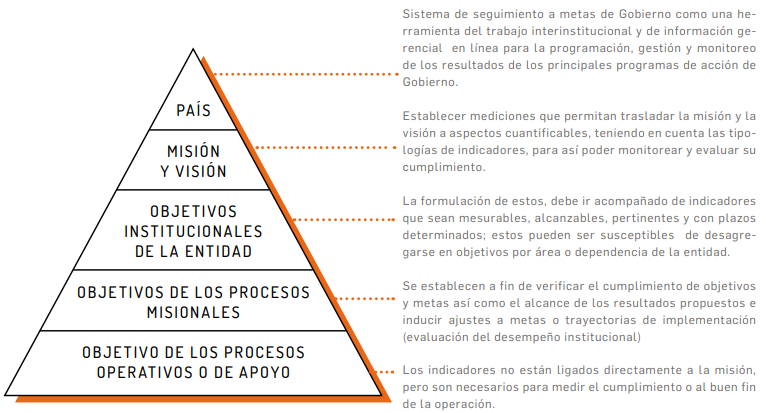 Sistema de seguimiento a metas de Gobierno como una he-
rramienta del trabajo interinstitucional y de información ge-
rencial en línea para la programación, gestión y monitoreo
de los resultados de los principales programas de acción de
Gobierno.
PAÍS
Establecer mediciones que permitan trasladar la misión y la
visión a aspectos cuantificables, teniendo en cuenta las tipo-
logías de indicadores, para así poder monitorear y evaluar su
cumplimiento.
MISIÓN
Y VISIÓN
La formulación de estos, debe ir acompañado de indicadores
que sean mesurables, alcanzables, pertinentes y con plazos
determinados; estos pueden ser susceptibles de desagre-
garse en objetivos por área o dependencia de la entidad.
OBJETIVOS
INSTITUCIONALES
DE LA ENTIDAD
Se establecen a fin de verificar el cumplimiento de objetivos
y metas así como el alcance de los resultados propuestos e
inducir ajustes a metas o trayectorias de implementación
(evaluación del desempeño institucional)
OBJETIVOS DE LOS PROCESOS
MISIONALES
Los indicadores no están ligados directamente a la misión,
pero son necesarios para medir el cumplimiento o al buen fin
de la operación.
OBJETIVO DE LOS PROCESOS
OPERATIVOS O DE APOYO